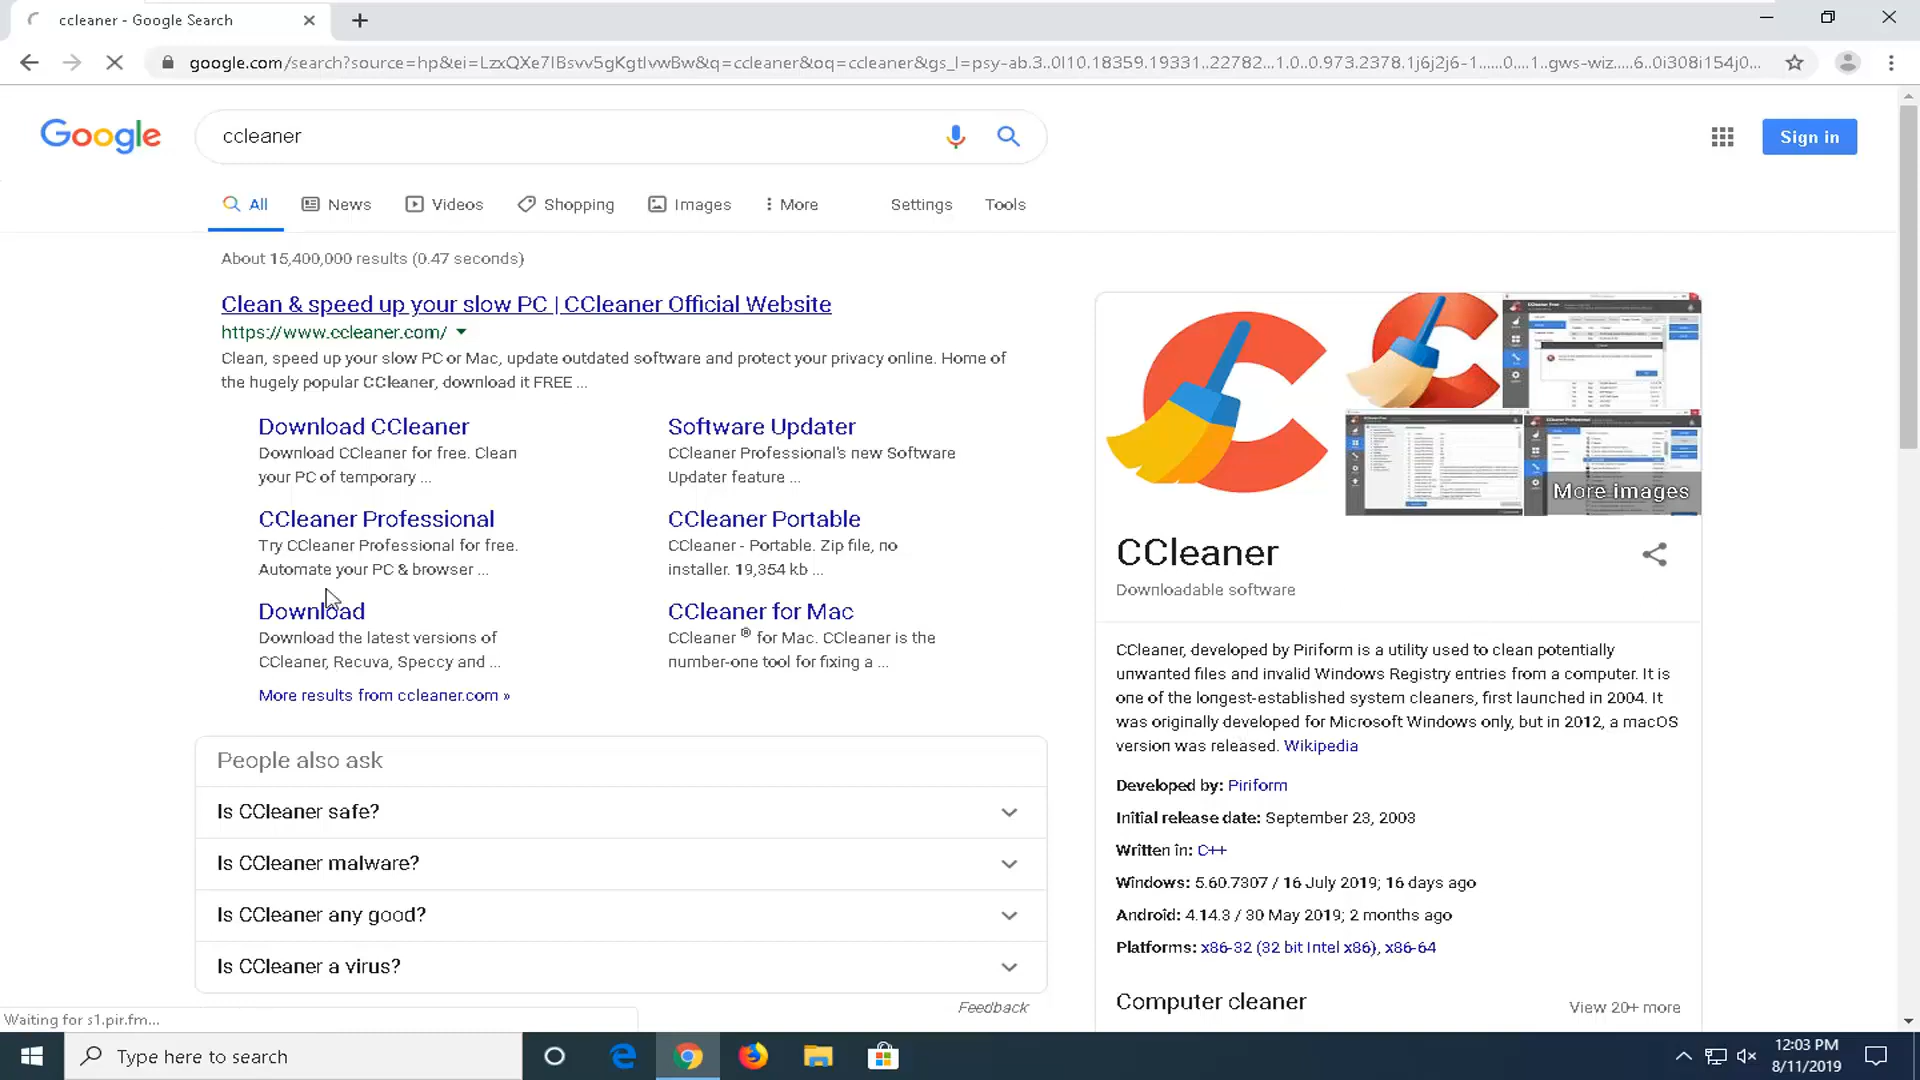 ccleaner - Google Search
google.com/search?source=hp&ei=LzxQXe7IBsvv5gKgtIvwBw&q=ccleaner&oq=ccleaner&gs_l=psy-ab.3..0l10.18359.19331..22782...1.0..0.973.2378.1j6j2j6-1......0....1..gws-wiz.....6..0i308i154j0...
Google
ccleaner
Sign in
All
News
Videos
Shopping
Images
More
Settings
Tools
About 15,400,000 results (0.47 seconds)
Clean & speed up your slow PC | CCleaner Official Website
https://www.ccleaner.com/
Clean, speed up your slow PC or Mac, update outdated software and protect your privacy online. Home of
the hugely popular CCleaner, download it FREE ...
Download CCleaner
Download CCleaner for free. Clean
your PC of temporary ...
Software Updater
CCleaner Professional's new Software
Updater feature ...
CCleaner Professional
Try CCleaner Professional for free.
Automate your PC & browser ...
CCleaner Portable
CCleaner - Portable. Zip file, no
installer. 19,354 kb ...
Download
Download the latest versions of
CCleaner, Recuva, Speccy and ...
CCleaner for Mac
CCleaner ® for Mac. CCleaner is the
number-one tool for fixing a ...
More results from ccleaner.com »
People also ask
Is CCleaner safe?
Is CCleaner malware?
Is CCleaner any good?
Is CCleaner a virus?
Feedback
More images
CCleaner
Downloadable software
CCleaner, developed by Piriform is a utility used to clean potentially
unwanted files and invalid Windows Registry entries from a computer. It is
one of the longest-established system cleaners, first launched in 2004. It
was originally developed for Microsoft Windows only, but in 2012, a macOS
version was released. Wikipedia
Developed by: Piriform
Initial release date: September 23, 2003
Written in: C++
Windows: 5.60.7307 / 16 July 2019; 16 days ago
Android: 4.14.3 / 30 May 2019; 2 months ago
Platforms: x86-32 (32 bit Intel x86), x86-64
Computer cleaner
View 20+ more
Waiting for s1.pir.fm...
Type here to search
12:03 PM
8/11/2019